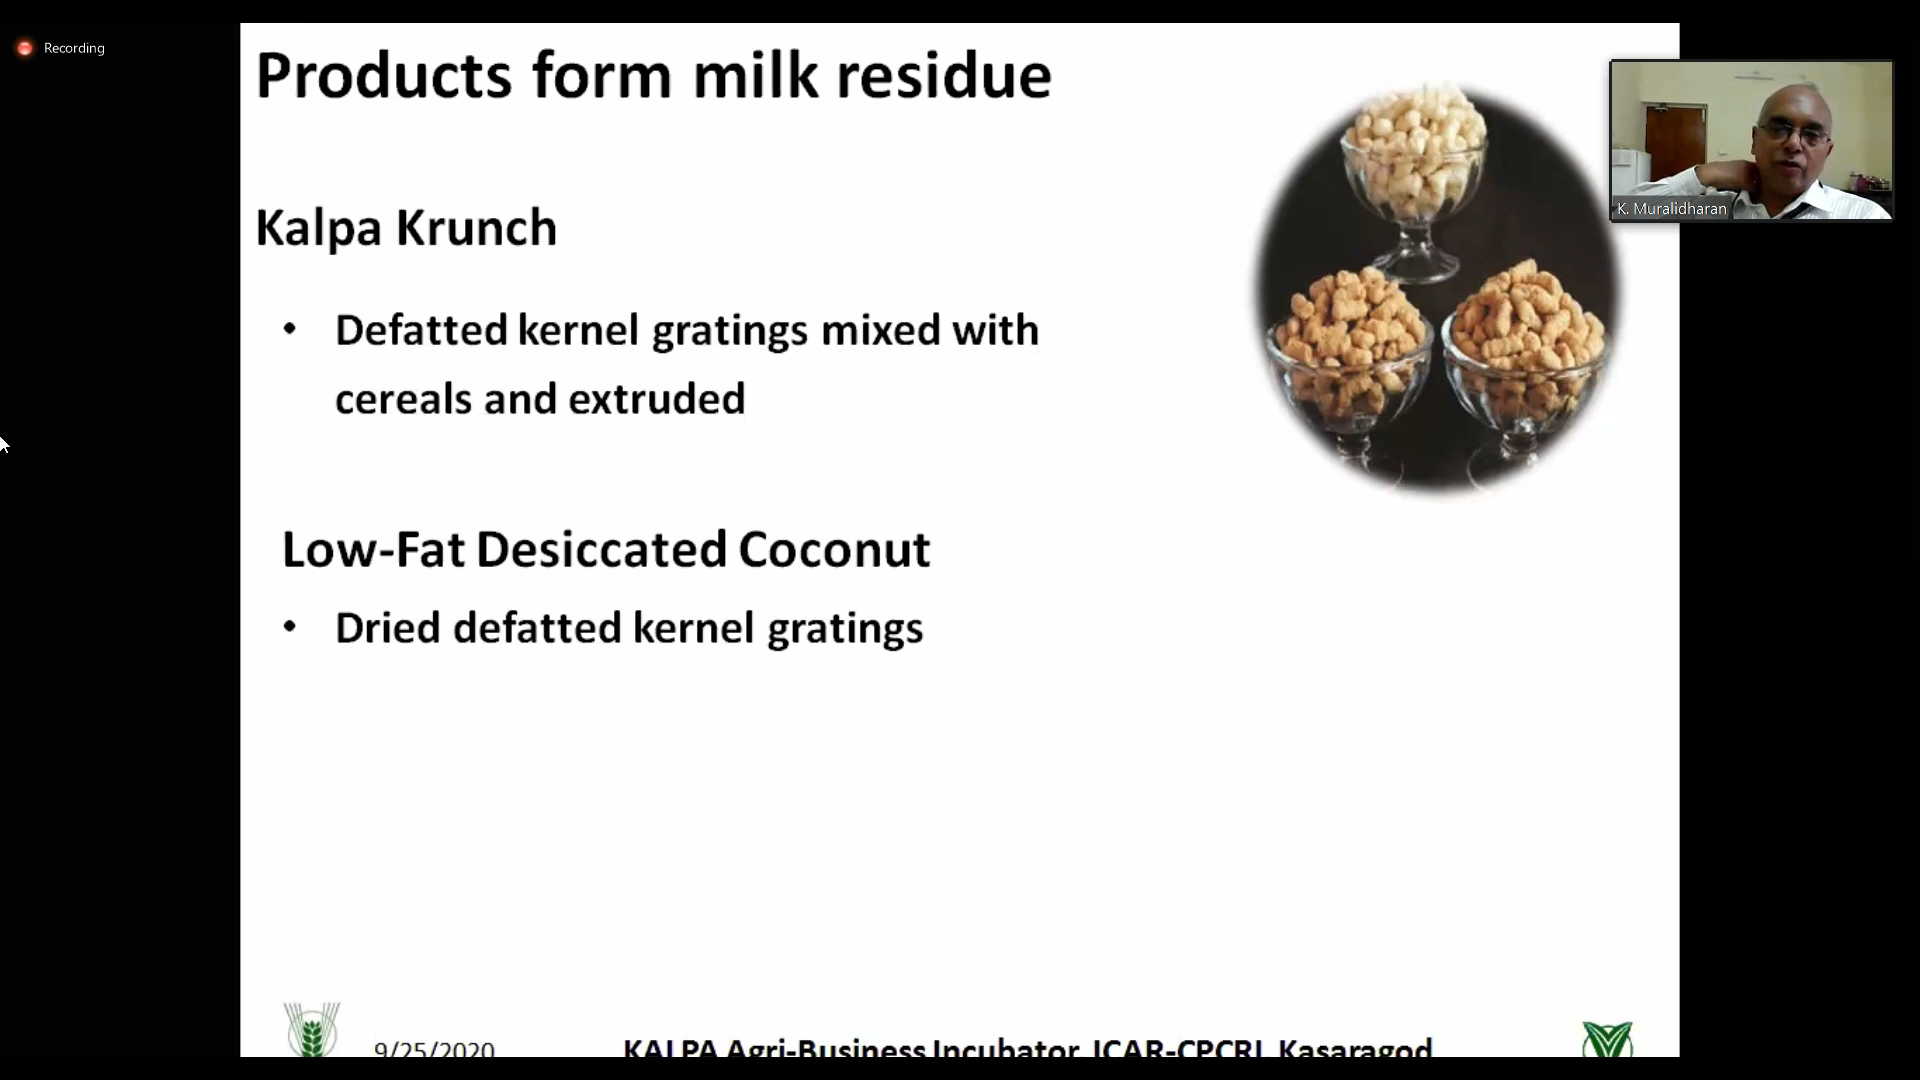 Recording
Products form milk residue
K. Muralidharan
Kalpa Krunch
• Defatted kernel gratings mixed with
cereals and extruded
Low-Fat Desiccated Coconut
• Dried defatted kernel gratings
9/25/2020
KALPA Agri-Business Incubator, ICAR-CPCRI, Kasaragod